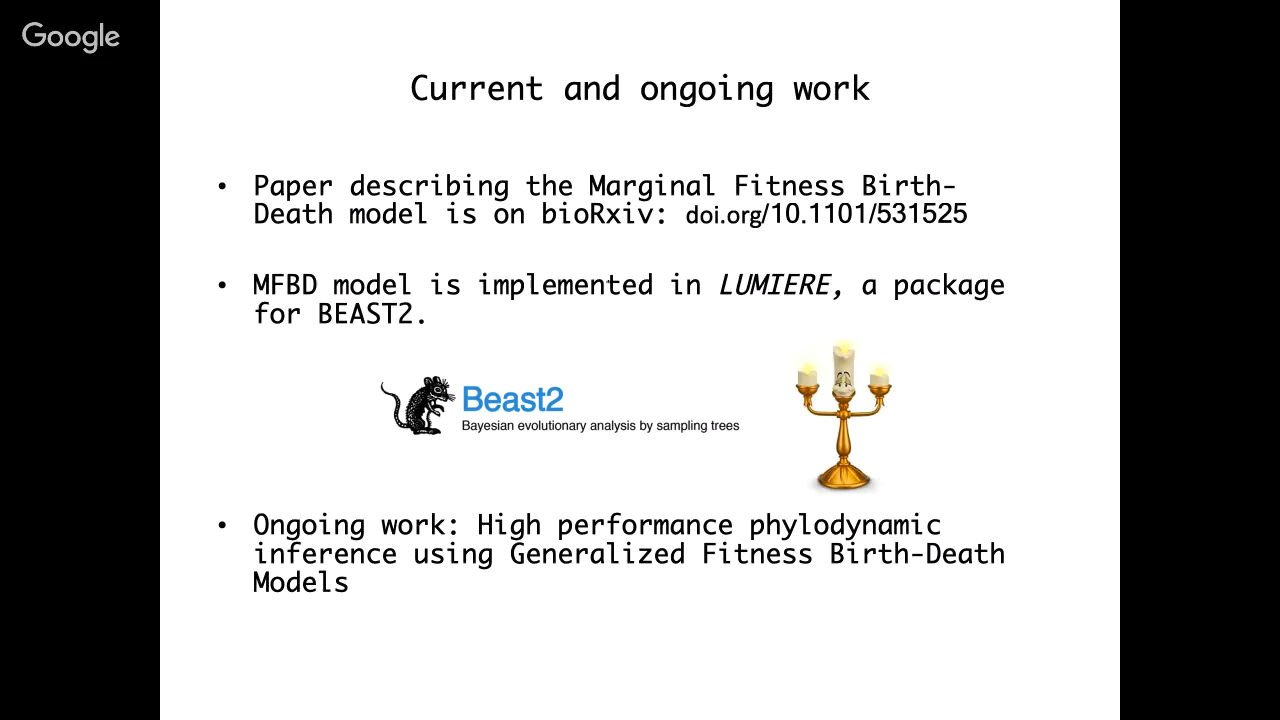 Google
Current and ongoing work
• Paper describing the Marginal Fitness Birth-
Death model is on bioRxiv: doi.org/10.1101/531525
• MFBD model is implemented in LUMIERE, a package
for BEAST2.
Beast2
Bayesian evolutionary analysis by sampling trees
• Ongoing work: High performance phylodynamic
inference using Generalized Fitness Birth-Death
Models